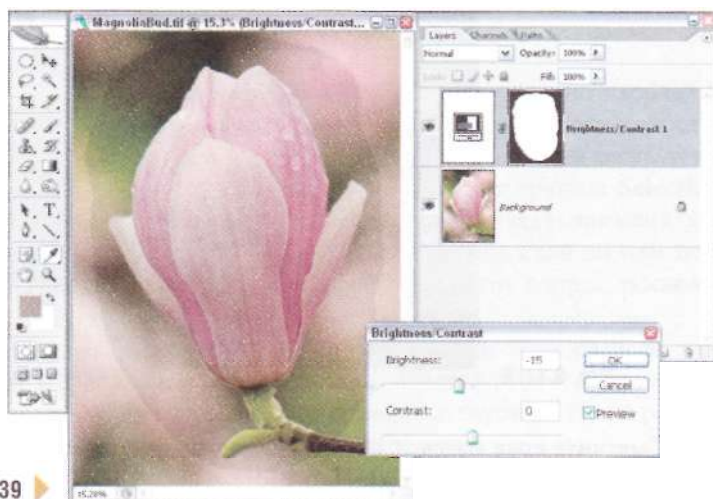 MagnoliaBud.tif @ 15,3% (Brightness/Contrast...
Layers Channels Paths
Normal Opacity: 100%
Lock: Fill: 100%
Brightness/Contrast 1
Background
Brightness/Contrast
Brightness: -15 OK
Cancel
Contrast: 0 Preview
39
15,28%